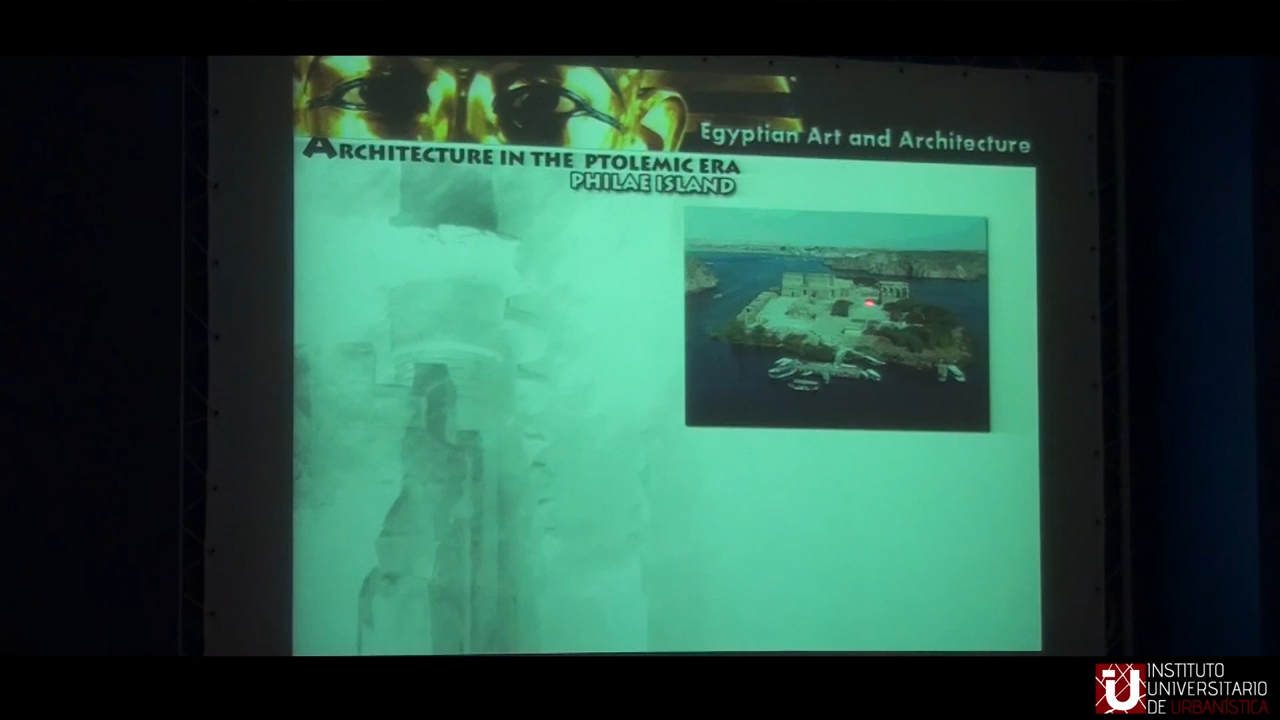 Egyptian Art and Architecture
ARCHITECTURE IN THE PTOLEMIC ERA
PHILAE ISLAND
INSTITUTO
UNIVERSITARIO
DE URBANÍSTICA